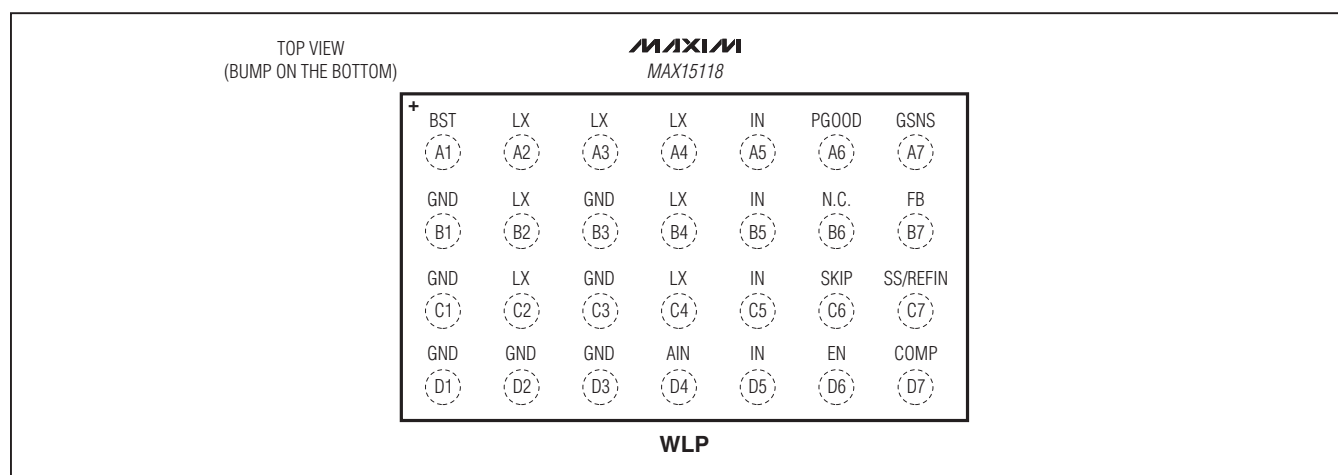 TOP VIEW
(BUMP ON THE BOTTOM)
MAXIM
MAX15118
+
BST LX LX LX IN PGOOD GSNS
A1 A2 A3 A4 A5 A6 A7
GND LX GND LX IN N.C. FB
B1 B2 B3 B4 B5 B6 B7
GND LX GND LX IN SKIP SS/REFIN
C1 C2 C3 C4 C5 C6 C7
GND GND GND AIN IN EN COMP
D1 D2 D3 D4 D5 D6 D7
WLP